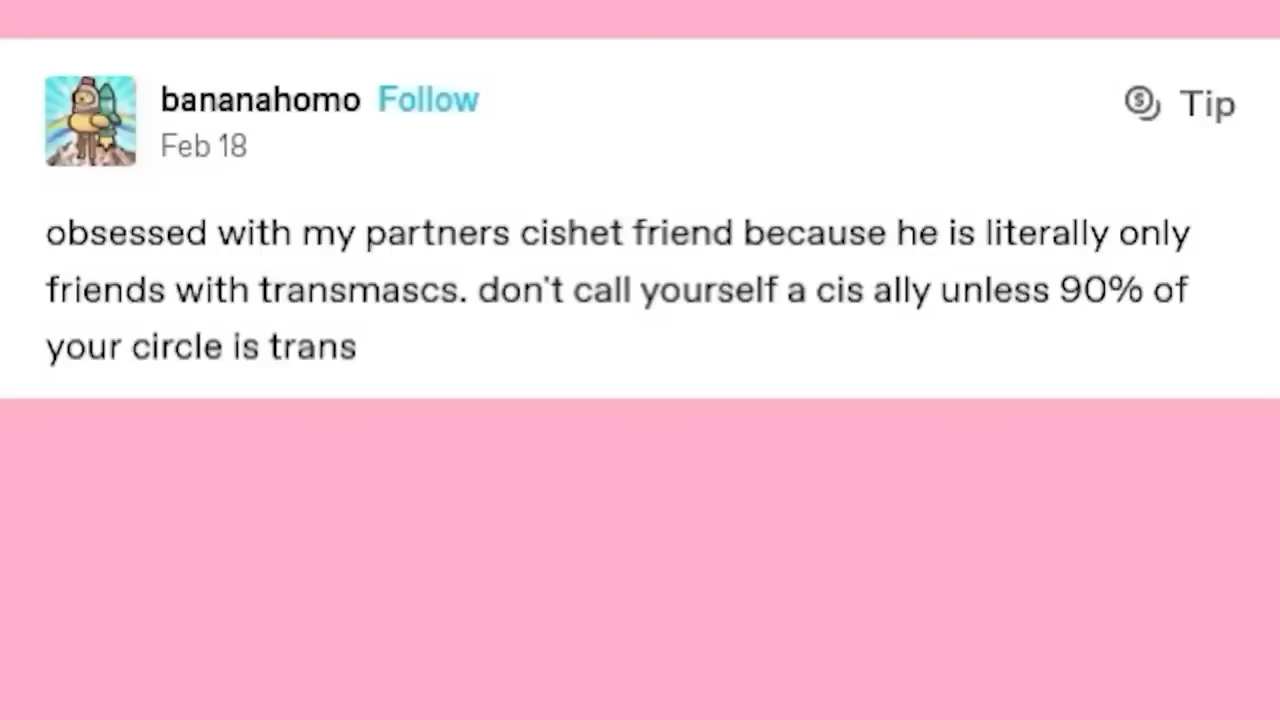 bananahomo Follow
Tip
Feb 18
obsessed with my partners cishet friend because he is literally only
friends with transmascs. don't call yourself a cis ally unless 90% of
your circle is trans